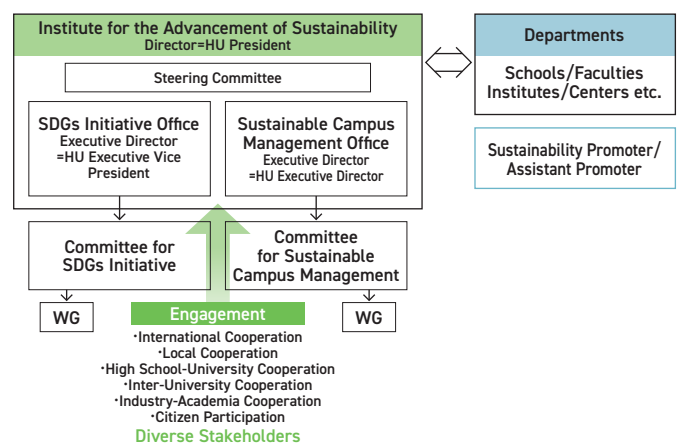 Institute for the Advancement of Sustainability
Director=HU President
Steering Committee
SDGs Initiative Office
Executive Director
=HU Executive Vice
President
Sustainable Campus
Management Office
Executive Director
=HU Executive Director
Committee for
SDGs Initiative
Committee
for Sustainable
Campus Management
WG
WG
Engagement
･International Cooperation
･Local Cooperation
･High School-University Cooperation
･Inter-University Cooperation
･Industry-Academia Cooperation
･Citizen Participation
Diverse Stakeholders
Departments
Schools/Faculties
Institutes/Centers etc.
Sustainability Promoter/
Assistant Promoter